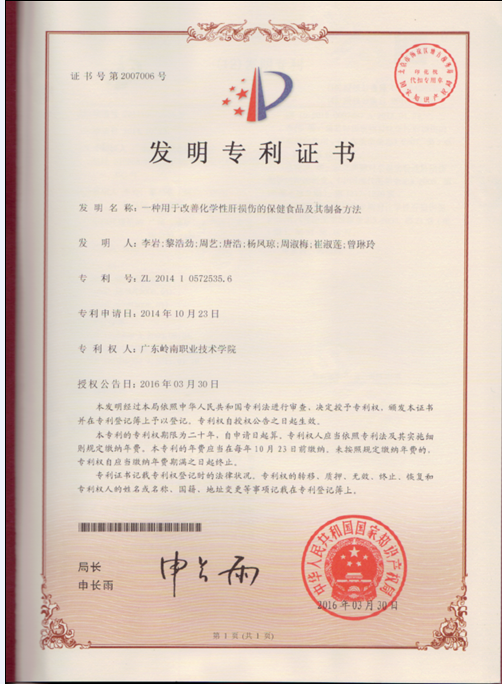 证书号第2007006号
发明专利证书
发明名称：一种用于改善化学性肝损伤的保健食品及其制备方法
发明人：李岩;黎浩劲;周艺;唐浩;杨凤琼;周淑梅;崔淑莲;曾琳玲
专利号：ZL 2014 1 0572535.6
专利申请日：2014年10月23日
专利权人：广东岭南职业技术学院
授权公告日：2016年03月30日
本发明经过本局依照中华人民共和国专利法进行审查，决定授予专利权，颁发本证书
并在专利登记簿上予以登记。专利权自授权公告之日起生效。
本专利的专利权期限为二十年，自申请日起算。专利权人应当依照专利法及其实施细
则规定缴纳年费。本专利的年费应当在每年10月23日前缴纳。未按照规定缴纳年费的，
专利权自应当缴纳年费期满之日起终止。
专利证书记载专利权登记时的法律状况。专利权的转移、质押、无效、终止、恢复和
专利权人的姓名或名称、国籍、地址变更等事项记载在专利登记簿上。
局长
申长雨
申长雨
中华人民共和国国家知识产权局
2016年03月30日
第1页(共1页)